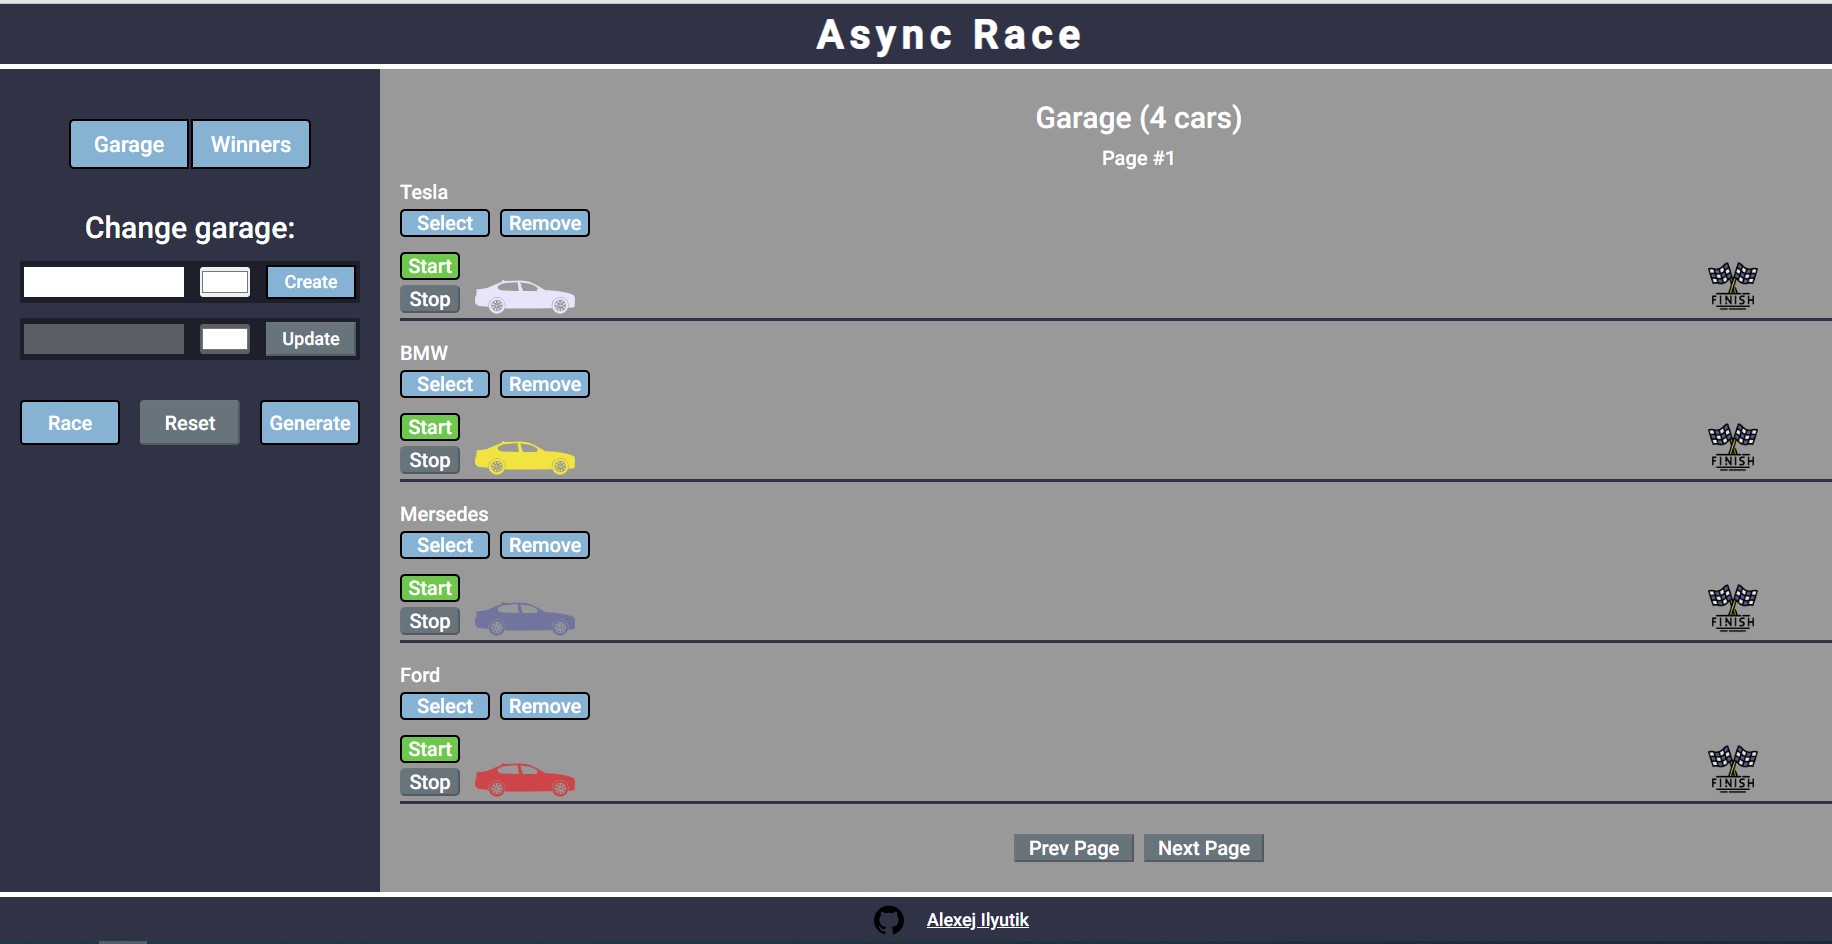 Async Race
Garage Winners
Change garage:
Create
Update
Race Reset Generate
Garage (4 cars)
Page #1
Tesla
Select Remove
Start
Stop
FINISH
BMW
Select Remove
Start
Stop
FINISH
Mersedes
Select Remove
Start
Stop
FINISH
Ford
Select Remove
Start
Stop
FINISH
Prev Page Next Page
Alexej Ilyutik